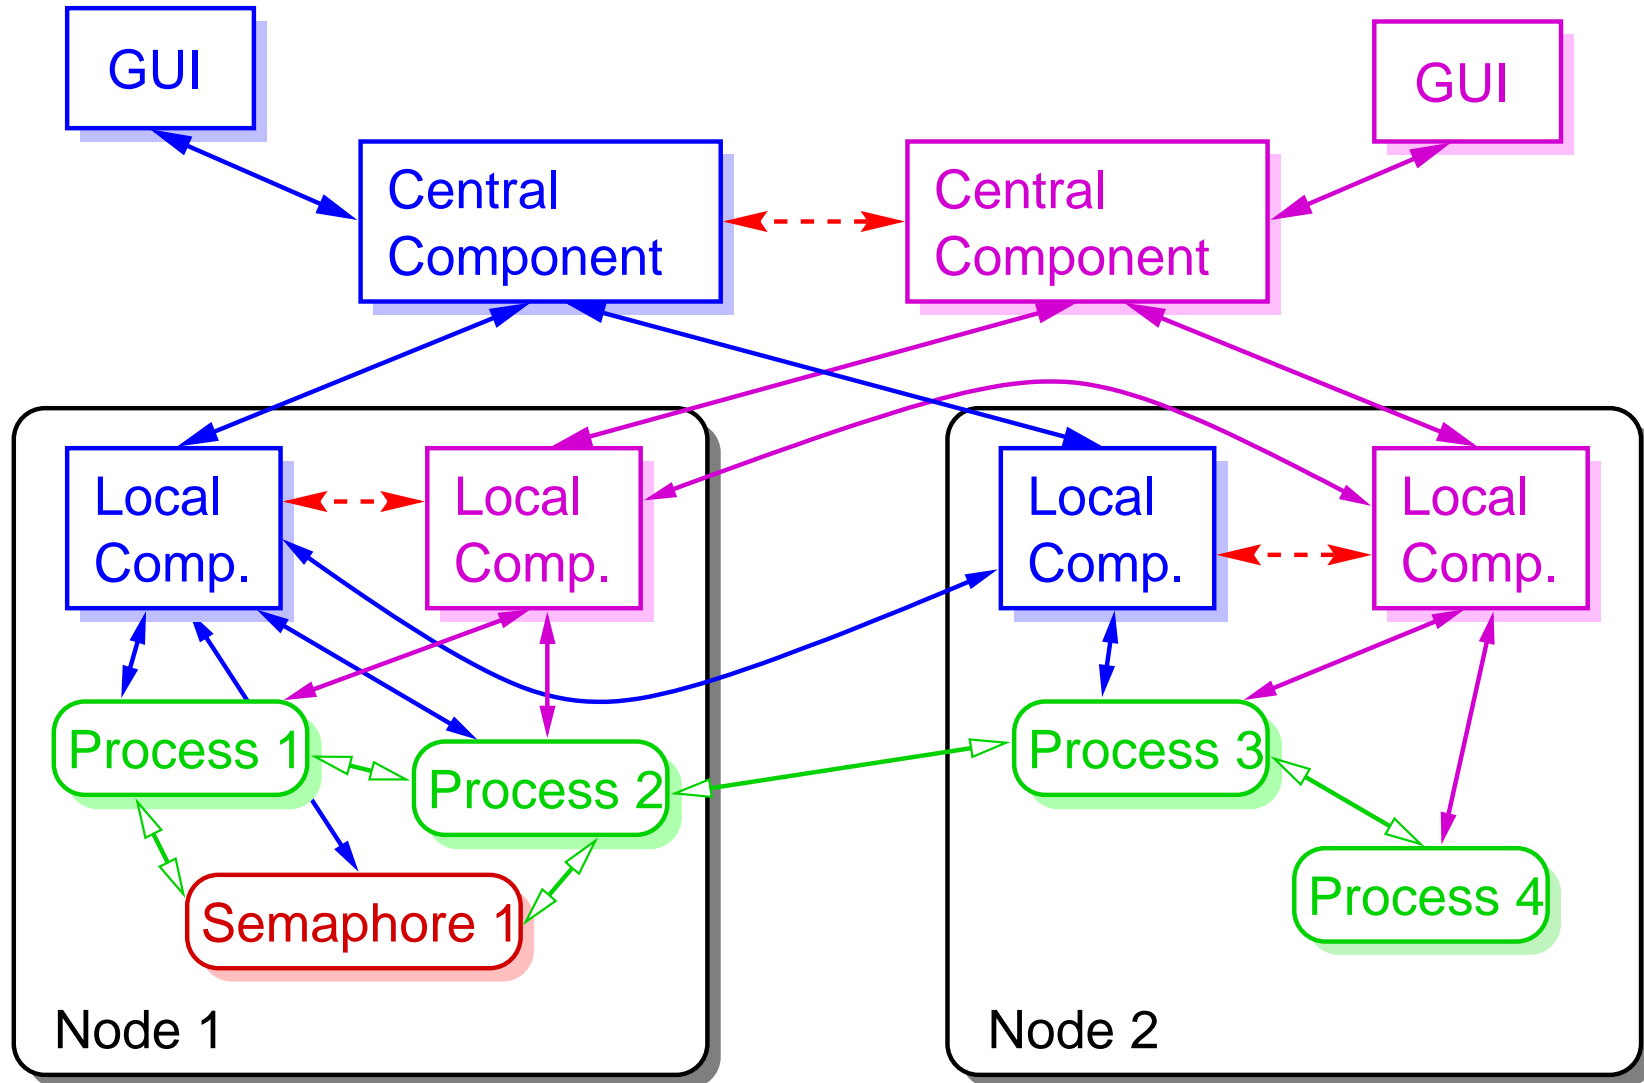 GUI
GUI
Central
Component
Central
Component
Local
Comp.
Local
Comp.
Local
Comp.
Local
Comp.
Process 1
Process 2
Process 3
Process 4
Semaphore 1
Node 1
Node 2